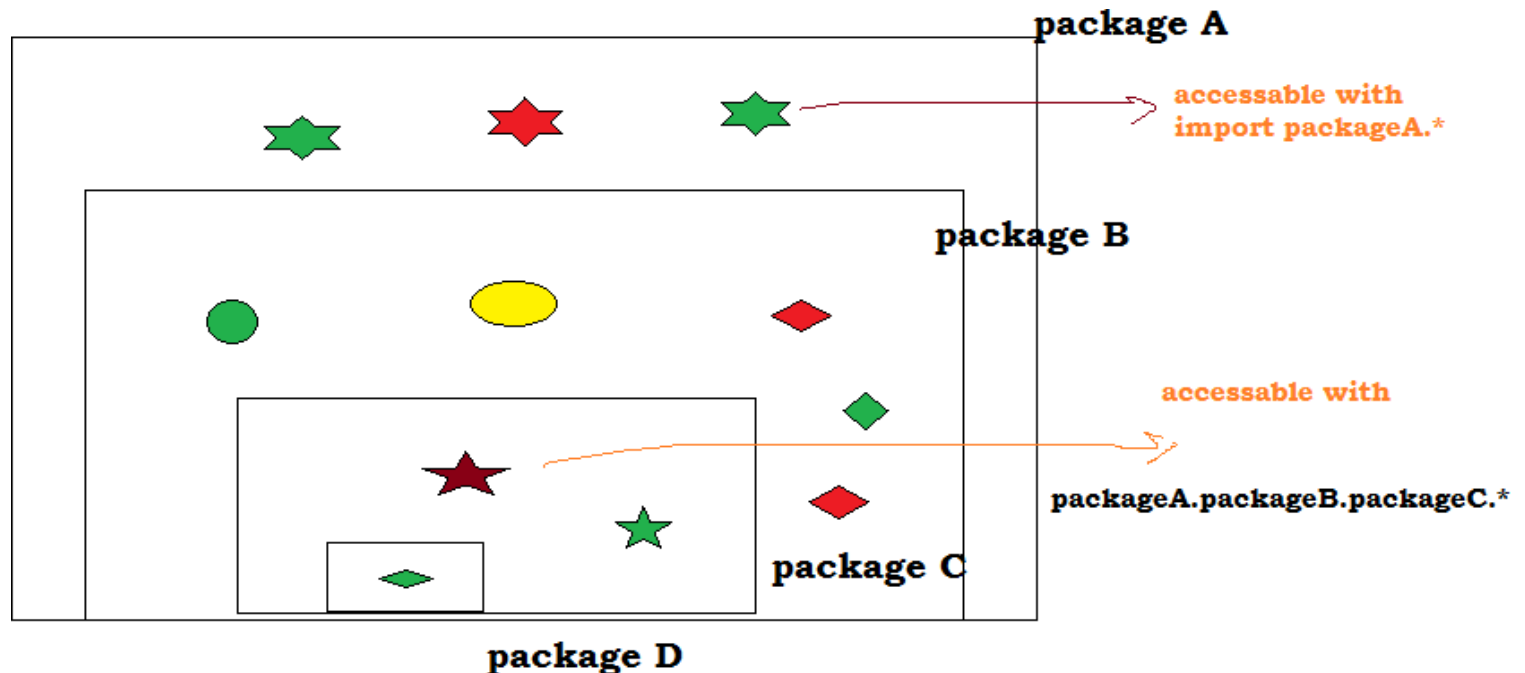 package A
accessable with
import packageA.*
package B
accessable with
packageA.packageB.packageC.*
package C
package D